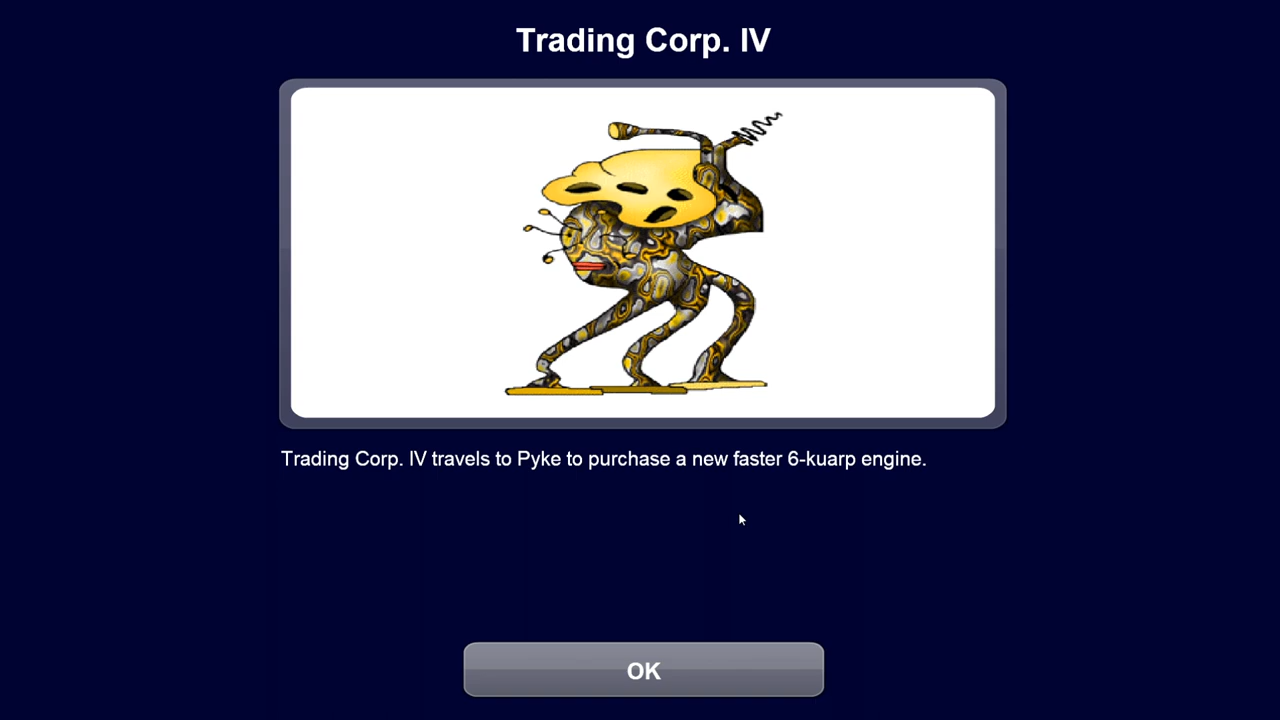 Trading Corp. IV
Trading Corp. IV travels to Pyke to purchase a new faster 6-kuarp engine.
OK